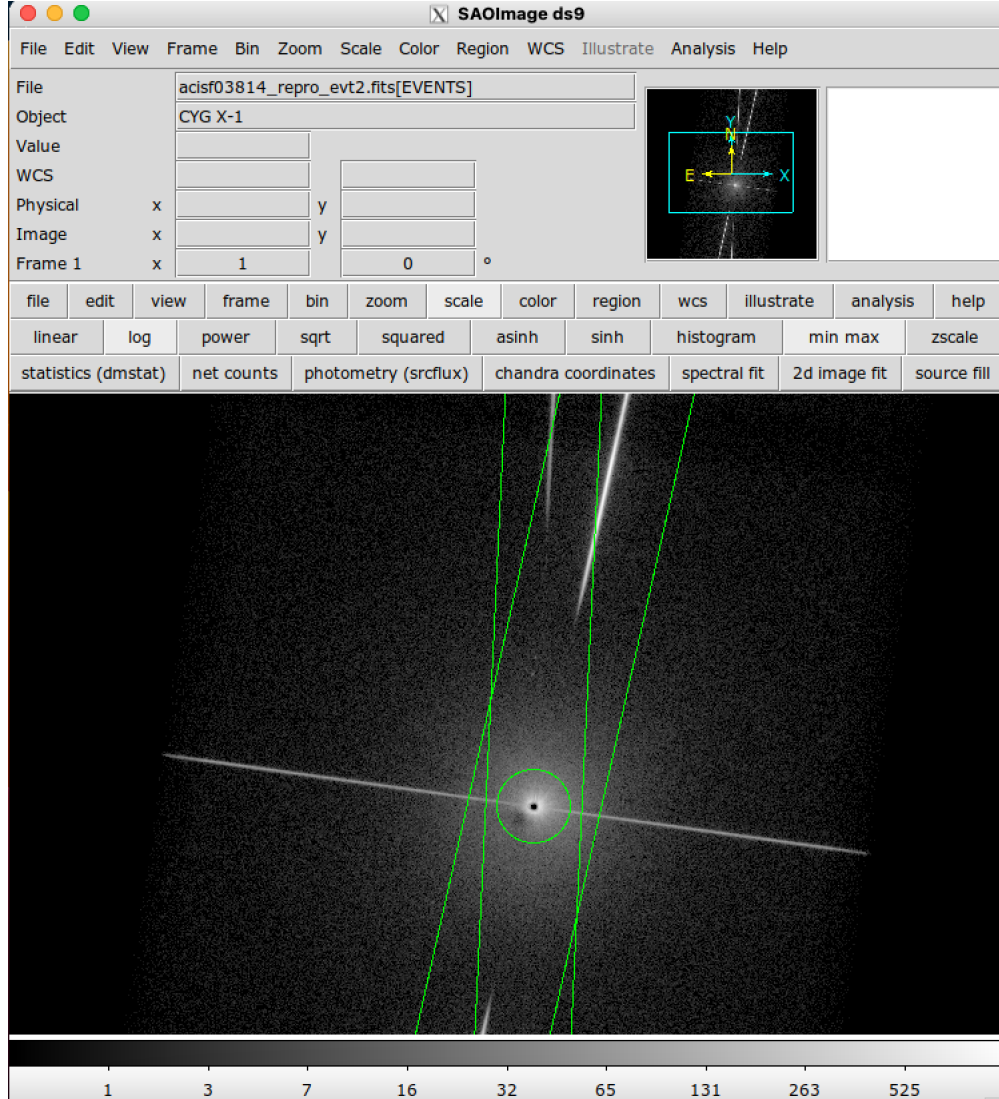 SAOImage ds9
File Edit View Frame Bin Zoom Scale Color Region WCS Illustrate Analysis Help
File acisf03814_repro_evt2.fits[EVENTS]
Object CYG X-1
Value
WCS
Physical x y
Image x y
Frame 1 x 1 0 °
Y
N
E X
file edit view frame bin zoom scale color region wcs illustrate analysis help
linear log power sqrt squared asinh sinh histogram min max zscale
statistics (dmstat) net counts photometry (srcflux) chandra coordinates spectral fit 2d image fit source fill
1 3 7 16 32 65 131 263 525